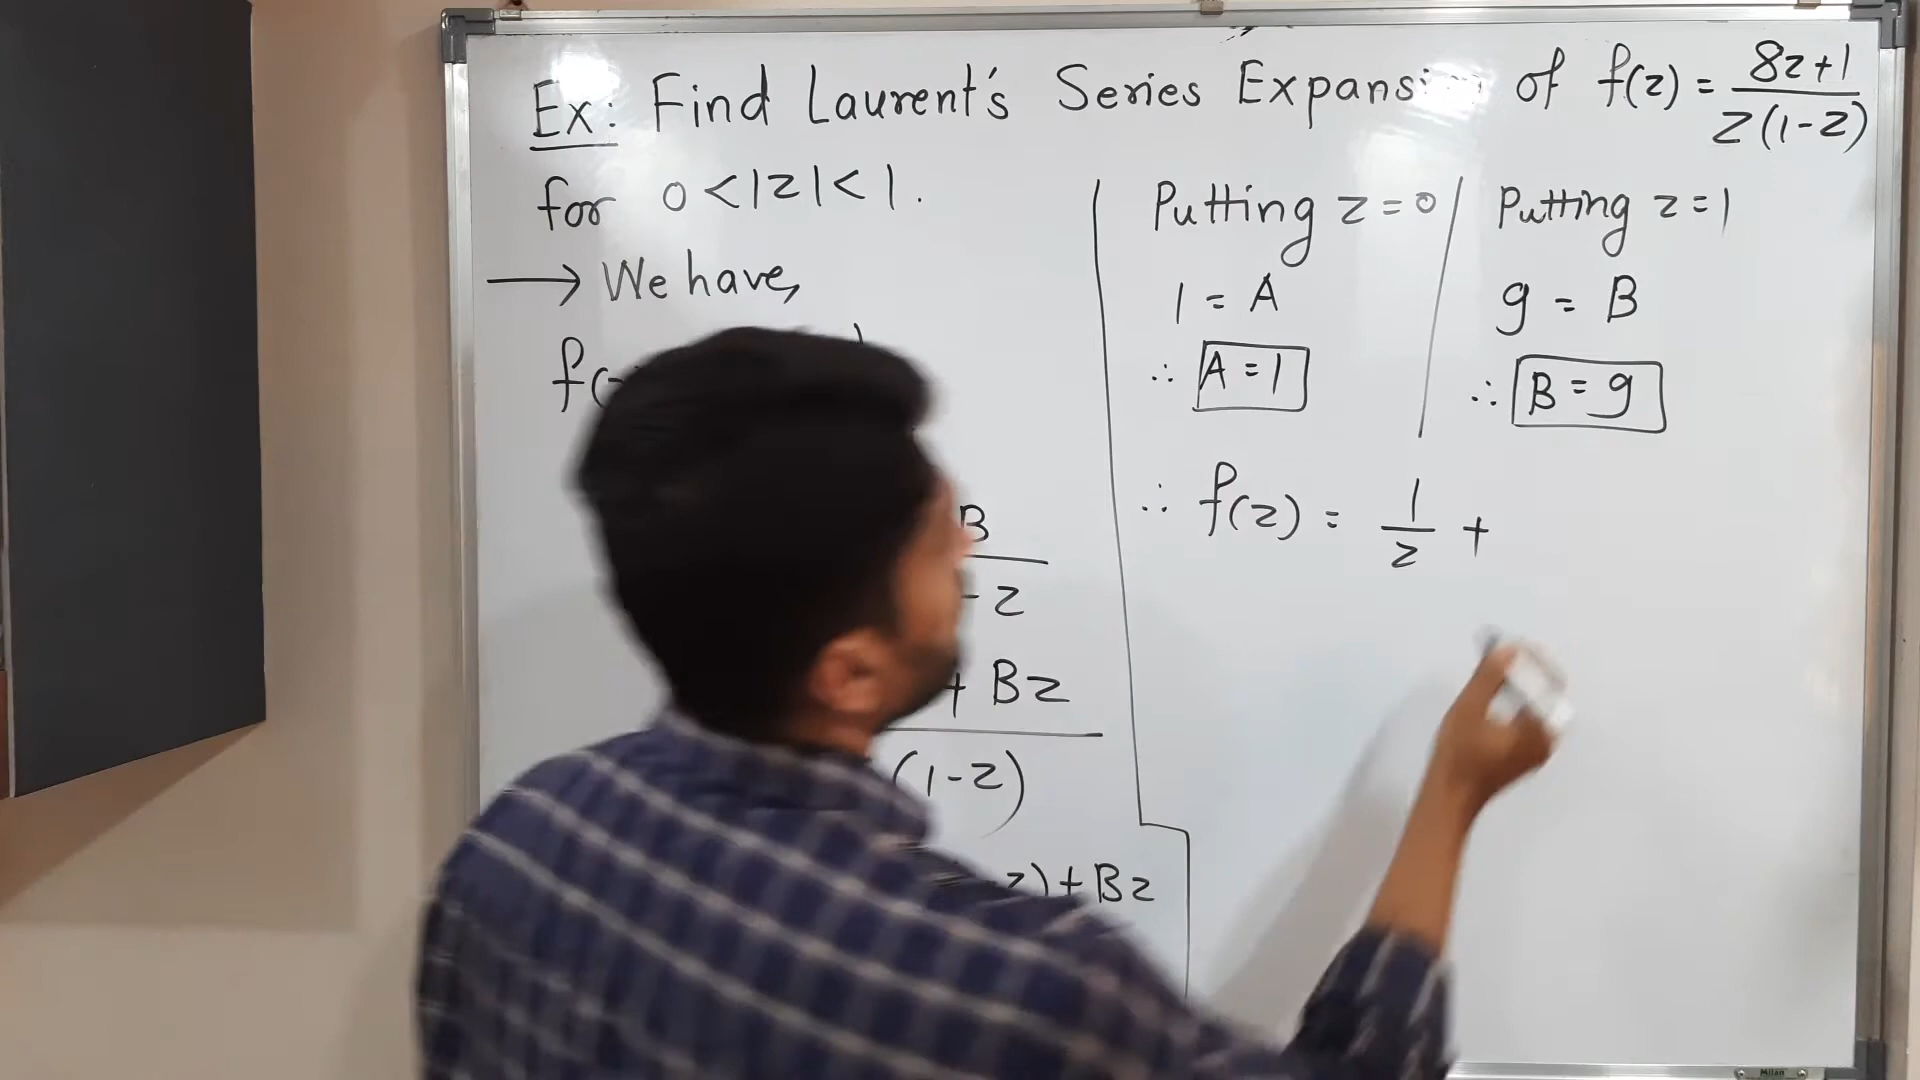 Ex: Find Laurent's Series of f(z) = 8z+1 / z(1-z)
for 0<|z|<1.
→ We have,
B
-z
+ Bz
(1-z)
z)+Bz
Putting z=0
1 = A
∴ A = 1
Putting z=1
9 = B
∴ B = 9
∴ f(z) = 1/z +
Milan